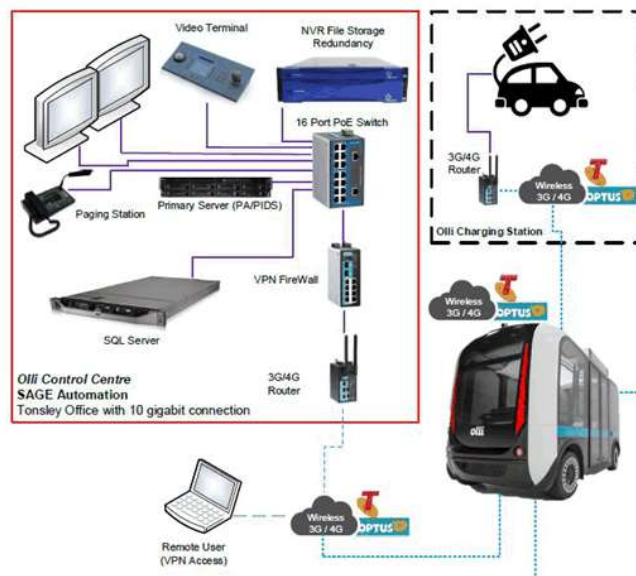 Video Terminal
NVR File Storage
Redundancy
16 Port PoE Switch
Paging Station
Primary Server (PA/PIDS)
VPN FireWall
SQL Server
3G/4G
Router
Olli Control Centre
SAGE Automation
Tonsley Office with 10 gigabit connection
3G/4G
Router
Wireless
3G / 4G
OPTUS
Olli Charging Station
Wireless
3G / 4G
OPTUS
olli
Wireless
3G / 4G
OPTUS
Remote User
(VPN Access)